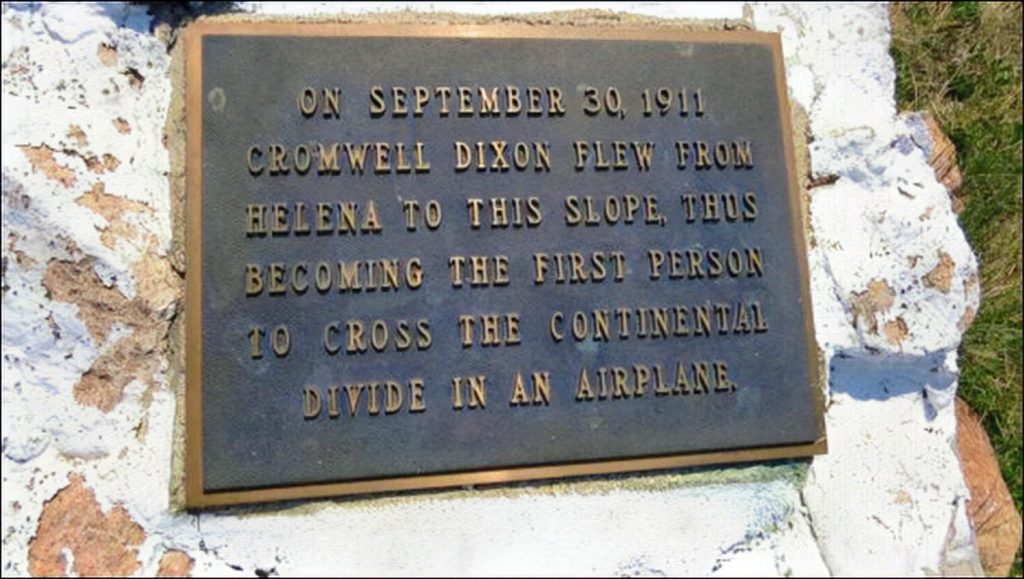 ON SEPTEMBER 30, 1911
CROMWELL DIXON FLEW FROM
HELENA TO THIS SLOPE, THUS
BECOMING THE FIRST PERSON
TO CROSS THE CONTINENTAL
DIVIDE IN AN AIRPLANE.